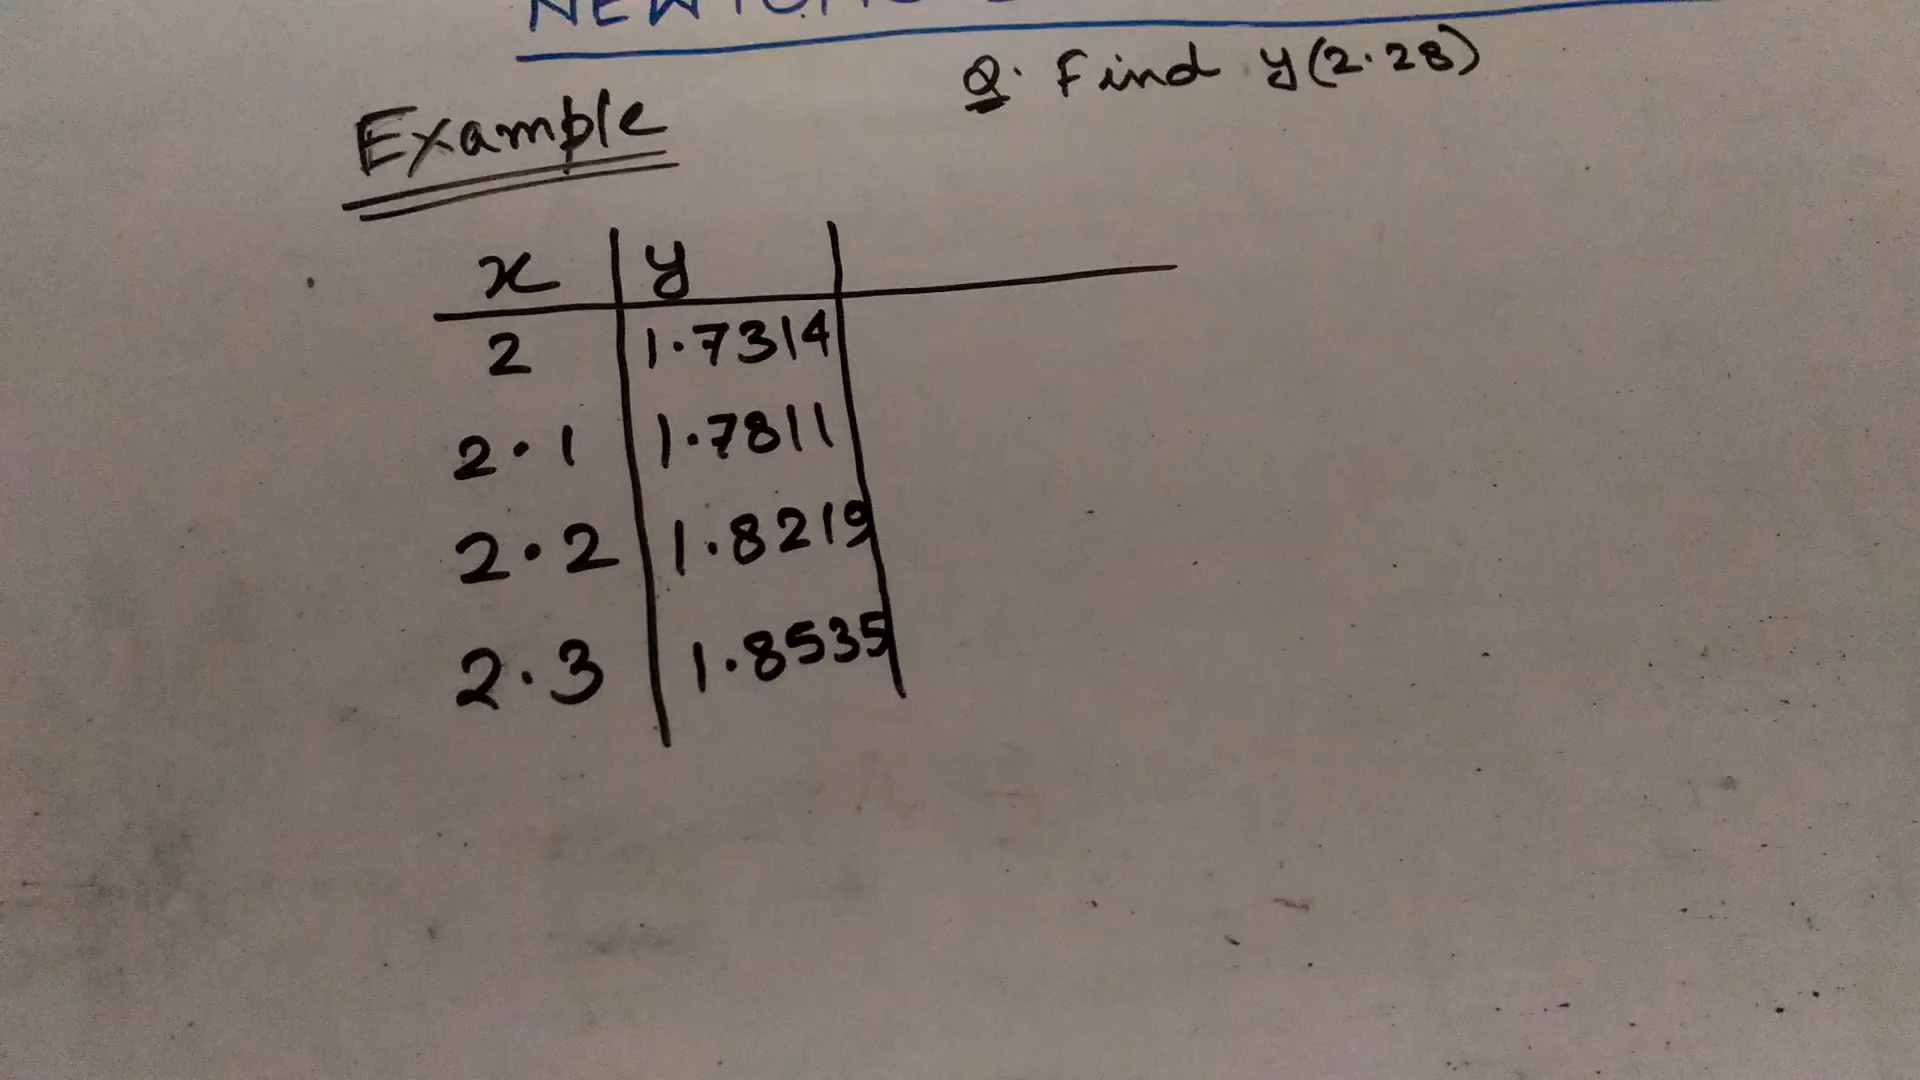 Q. Find y(2.28)
Example
x y
2 1.7314
2.1 1.7811
2.2 1.8219
2.3 1.8535